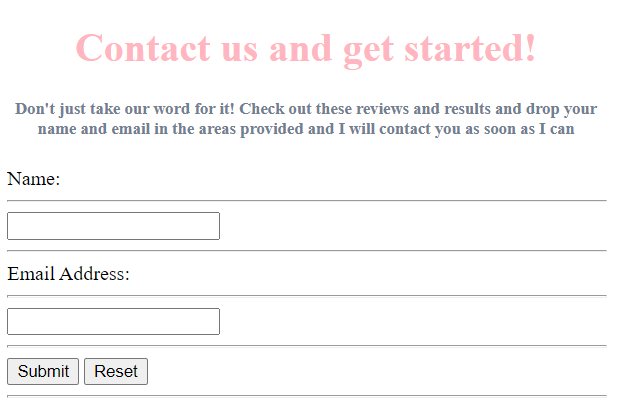 Contact us and get started!
Don't just take our word for it! Check out these reviews and results and drop your
name and email in the areas provided and I will contact you as soon as I can
Name:
Email Address:
Submit Reset